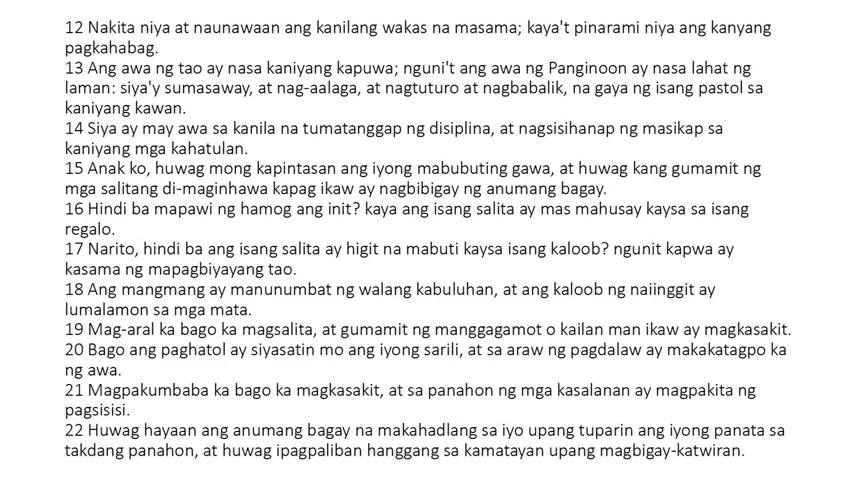 12 Nakita niya at naunawaan ang kanilang wakas na masama; kaya't pinarami niya ang kanyang
pagkahabag.
13 Ang awa ng tao ay nasa kaniyang kapuwa; nguni't ang awa ng Panginoon ay nasa lahat ng
laman: siya'y sumasaway, at nag-aalaga, at nagtuturo at nagbabalik, na gaya ng isang pastol sa
kaniyang kawan.
14 Siya ay may awa sa kanila na tumatanggap ng disiplina, at nagsisihanap ng masikap sa
kaniyang mga kahatulan.
15 Anak ko, huwag mong kapintasan ang iyong mabubuting gawa, at huwag kang gumamit ng
mga salitang di-maginhawa kapag ikaw ay nagbibigay ng anumang bagay.
16 Hindi ba mapawi ng hamog ang init? kaya ang isang salita ay mas mahusay kaysa sa isang
regalo.
17 Narito, hindi ba ang isang salita ay higit na mabuti kaysa isang kaloob? ngunit kapwa ay
kasama ng mapagbiyayang tao.
18 Ang mangmang ay manunumbat ng walang kabuluhan, at ang kaloob ng naiinggit ay
lumalamon sa mga mata.
19 Mag-aral ka bago ka magsalita, at gumamit ng manggagamot o kailan man ikaw ay magkasakit.
20 Bago ang paghatol ay siyasatin mo ang iyong sarili, at sa araw ng pagdalaw ay makakatagpo ka
ng awa.
21 Magpakumbaba ka bago ka magkasakit, at sa panahon ng mga kasalanan ay magpakita ng
pagsisisi.
22 Huwag hayaan ang anumang bagay na makahadlang sa iyo upang tuparin ang iyong panata sa
takdang panahon, at huwag ipagpaliban hanggang sa kamatayan upang magbigay-katwiran.